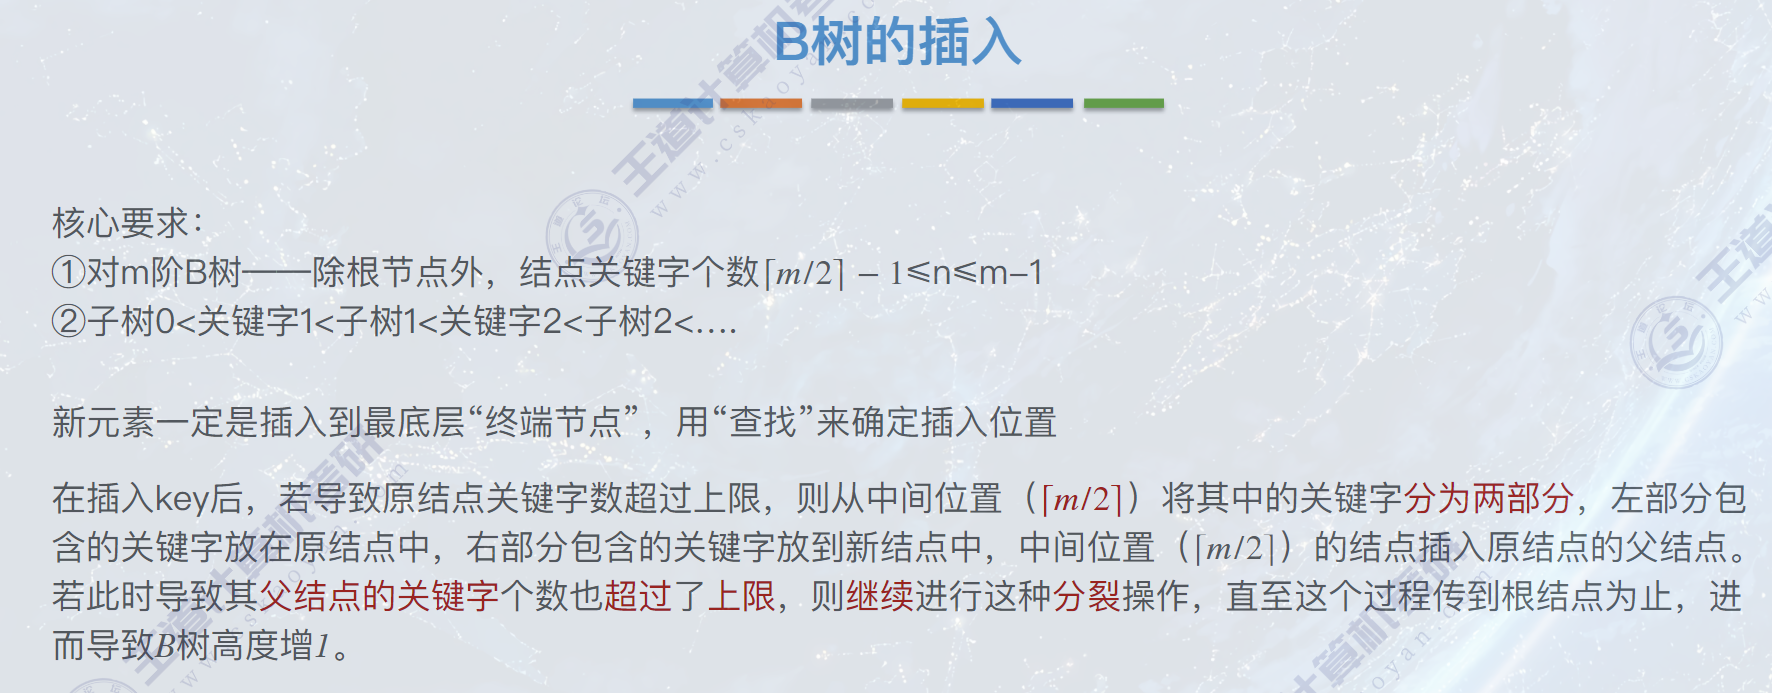 B树的插入
核心要求：
①对m阶B树——除根节点外，结点关键字个数⌈m/2⌉ – 1≤n≤m–1
②子树0<关键字1<子树1<关键字2<子树2<....
新元素一定是插入到最底层“终端节点”，用“查找”来确定插入位置
在插入key后，若导致原结点关键字数超过上限，则从中间位置（⌈m/2⌉）将其中的关键字分为两部分，左部分包
含的关键字放在原结点中，右部分包含的关键字放到新结点中，中间位置（⌈m/2⌉）的结点插入原结点的父结点。
若此时导致其父结点的关键字个数也超过了上限，则继续进行这种分裂操作，直至这个过程传到根结点为止，进
而导致B树高度增1。
王道计算机考研
www.cskaoyan.com